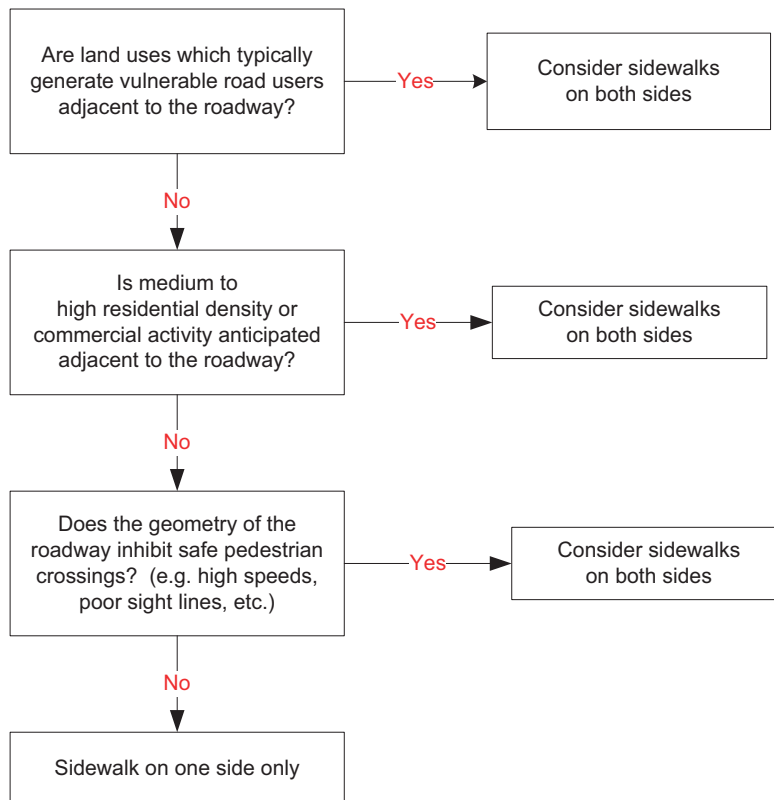 Are land uses which typically
generate vulnerable road users
adjacent to the roadway?
Yes
Consider sidewalks
on both sides
No
Is medium to
high residential density or
commercial activity anticipated
adjacent to the roadway?
Yes
Consider sidewalks
on both sides
No
Does the geometry of the
roadway inhibit safe pedestrian
crossings? (e.g. high speeds,
poor sight lines, etc.)
Yes
Consider sidewalks
on both sides
No
Sidewalk on one side only